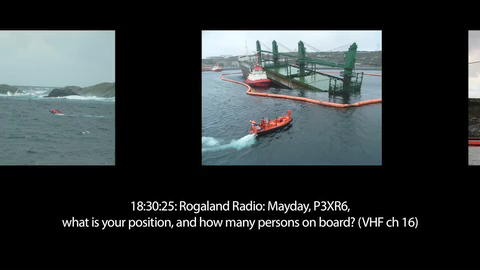 18:30:25: Rogaland Radio: Mayday, P3XR6,
what is your position, and how many persons on board? (VHF ch 16)